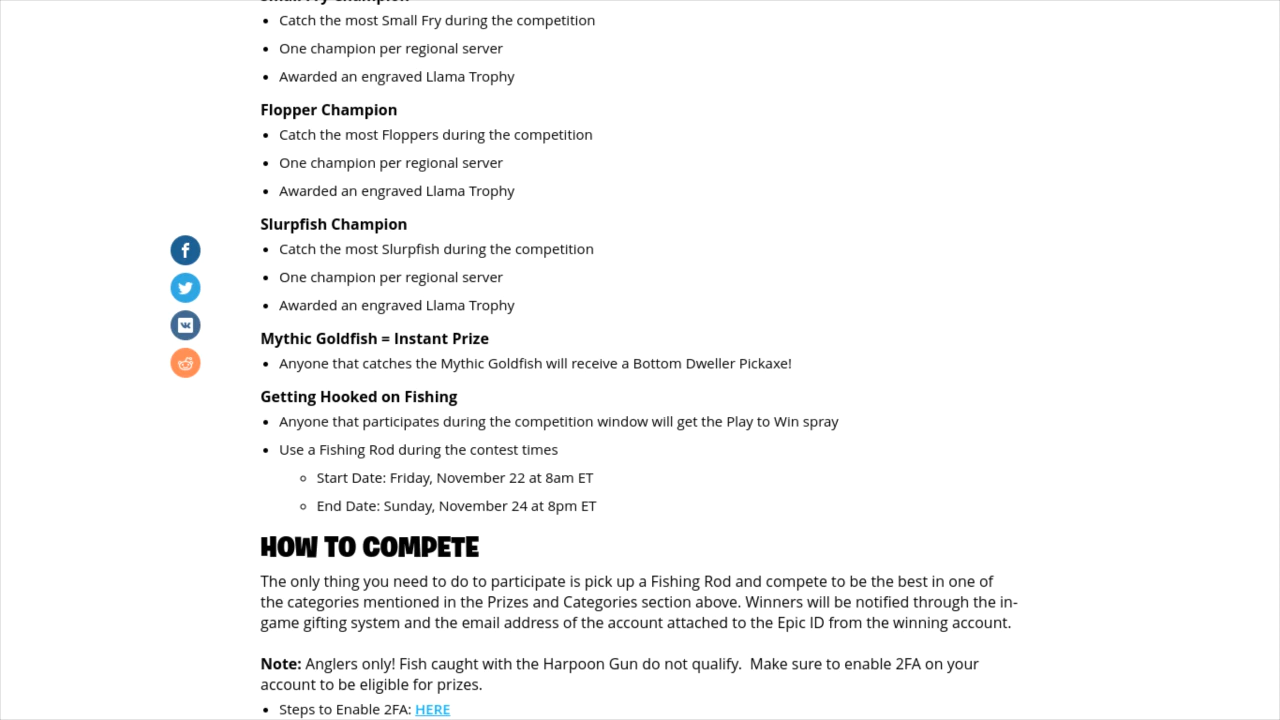 Small Fry Champion
Catch the most Small Fry during the competition
One champion per regional server
Awarded an engraved Llama Trophy
Flopper Champion
Catch the most Floppers during the competition
One champion per regional server
Awarded an engraved Llama Trophy
Slurpfish Champion
Catch the most Slurpfish during the competition
One champion per regional server
Awarded an engraved Llama Trophy
Mythic Goldfish = Instant Prize
Anyone that catches the Mythic Goldfish will receive a Bottom Dweller Pickaxe!
Getting Hooked on Fishing
Anyone that participates during the competition window will get the Play to Win spray
Use a Fishing Rod during the contest times
Start Date: Friday, November 22 at 8am ET
End Date: Sunday, November 24 at 8pm ET
HOW TO COMPETE
The only thing you need to do to participate is pick up a Fishing Rod and compete to be the best in one of
the categories mentioned in the Prizes and Categories section above. Winners will be notified through the in-
game gifting system and the email address of the account attached to the Epic ID from the winning account.
Note: Anglers only! Fish caught with the Harpoon Gun do not qualify.  Make sure to enable 2FA on your
account to be eligible for prizes.
Steps to Enable 2FA: HERE